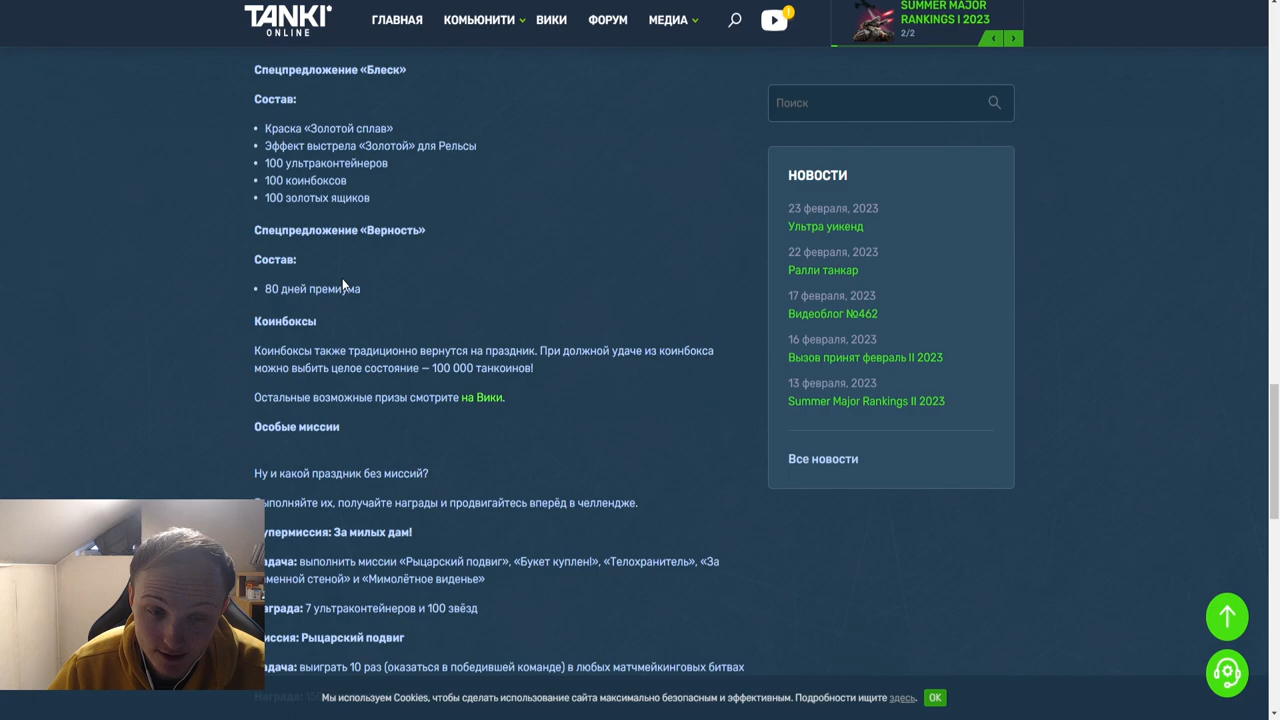 TANKI
ONLINE
ГЛАВНАЯ
КОМЬЮНИТИ
ВИКИ
ФОРУМ
МЕДИА
1
SUMMER MAJOR
RANKINGS I 2023
2/2
Спецпредложение «Блеск»
Состав:
• Краска «Золотой сплав»
• Эффект выстрела «Золотой» для Рельсы
• 100 ультраконтейнеров
• 100 коинбоксов
• 100 золотых ящиков
Спецпредложение «Верность»
Состав:
• 80 дней премиума
Коинбоксы
Коинбоксы также традиционно вернутся на праздник. При должной удаче из коинбокса
можно выбить целое состояние — 100 000 танкоинов!
Остальные возможные призы смотрите на Вики.
Особые миссии
Ну и какой праздник без миссий?
ыполняйте их, получайте награды и продвигайтесь вперёд в челлендже.
упермиссия: За милых дам!
адача: выполнить миссии «Рыцарский подвиг», «Букет куплен!», «Телохранитель», «За
менной стеной» и «Мимолётное виденье»
аграда: 7 ультраконтейнеров и 100 звёзд
иссия: Рыцарский подвиг
адача: выиграть 10 раз (оказаться в победившей команде) в любых матчмейкинговых битвах
Поиск
НОВОСТИ
23 февраля, 2023
Ультра уикенд
22 февраля, 2023
Ралли танкар
17 февраля, 2023
Видеоблог №462
16 февраля, 2023
Вызов принят февраль II 2023
13 февраля, 2023
Summer Major Rankings II 2023
Все новости
Мы используем Cookies, чтобы сделать использование сайта максимально безопасным и эффективным. Подробности ищите здесь.
OK